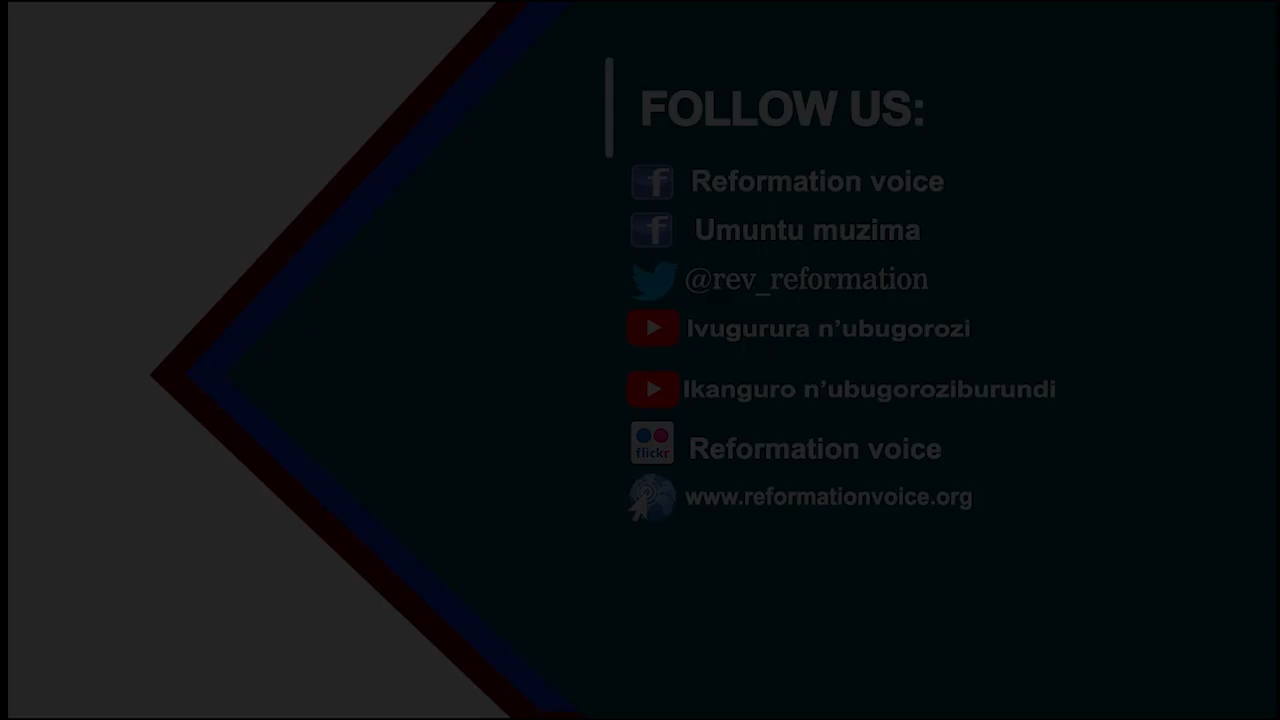 FOLLOW US:
Reformation voice
Umuntu muzima
@rev_reformation
Ivugurura n’ubugorozi
Ikanguro n’ubugoroziburundi
flickr
Reformation voice
www.reformationvoice.org